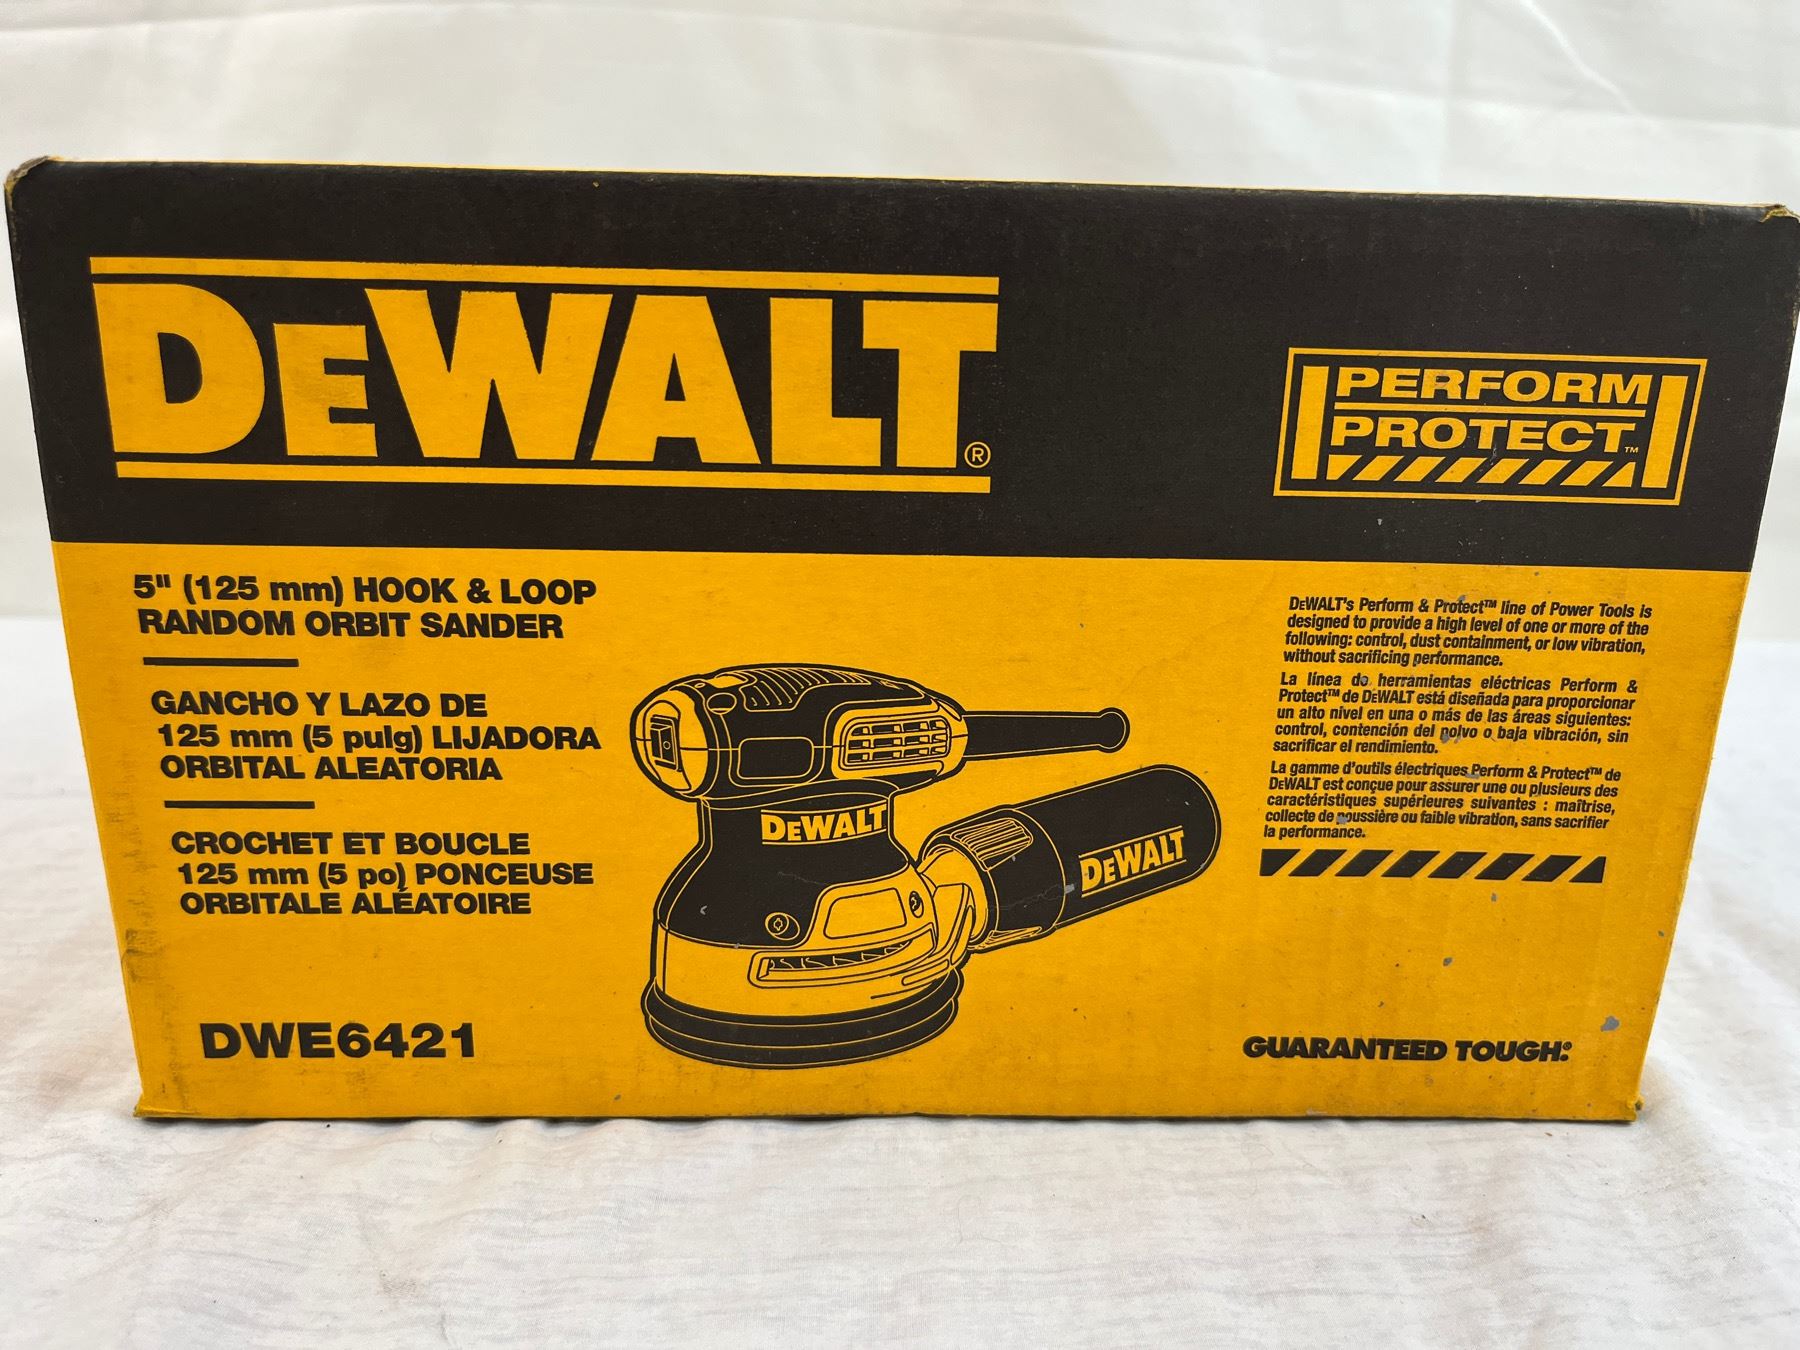 DeWALT®
PERFORM
PROTECT™
5" (125 mm) HOOK & LOOP
RANDOM ORBIT SANDER
GANCHO Y LAZO DE
125 mm (5 pulg) LIJADORA
ORBITAL ALEATORIA
CROCHET ET BOUCLE
125 mm (5 po) PONCEUSE
ORBITALE ALÉATOIRE
DWE6421
DeWALT
DeWALT
DeWALT's Perform & Protect™ line of Power Tools is
designed to provide a high level of one or more of the
following: control, dust containment, or low vibration,
without sacrificing performance.
La línea de herramientas eléctricas Perform &
Protect™ de DeWALT está diseñada para proporcionar
un alto nivel en una o más de las áreas siguientes:
control, contención del polvo o baja vibración, sin
sacrificar el rendimiento.
La gamme d'outils électriques Perform & Protect™ de
DeWALT est conçue pour assurer une ou plusieurs des
caractéristiques supérieures suivantes : maîtrise,
collecte de poussière ou faible vibration, sans sacrifier
la performance.
GUARANTEED TOUGH.®